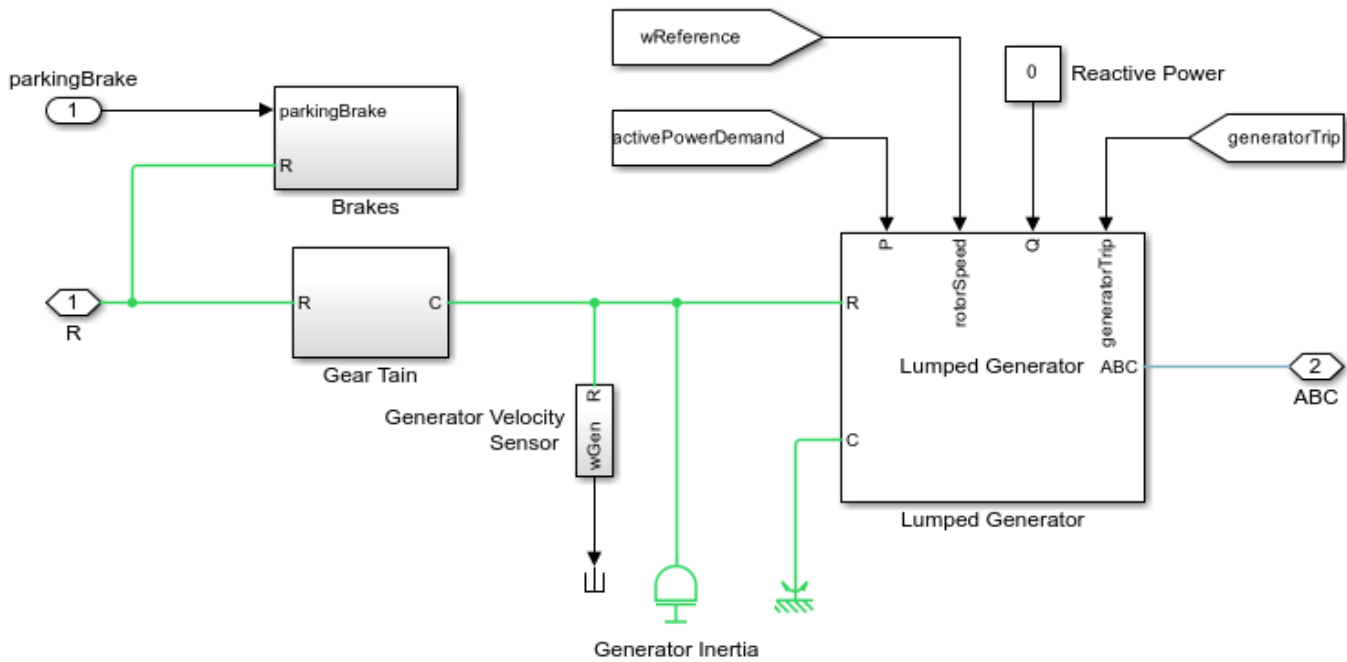 wReference
0
Reactive Power
parkingBrake
1
parkingBrake
R
Brakes
activePowerDemand
generatorTrip
P
rotorSpeed
Q
generatorTrip
1
R
R
C
Gear Tain
R
Lumped Generator
ABC
2
ABC
Generator Velocity
Sensor
R
wGen
C
Lumped Generator
Generator Inertia